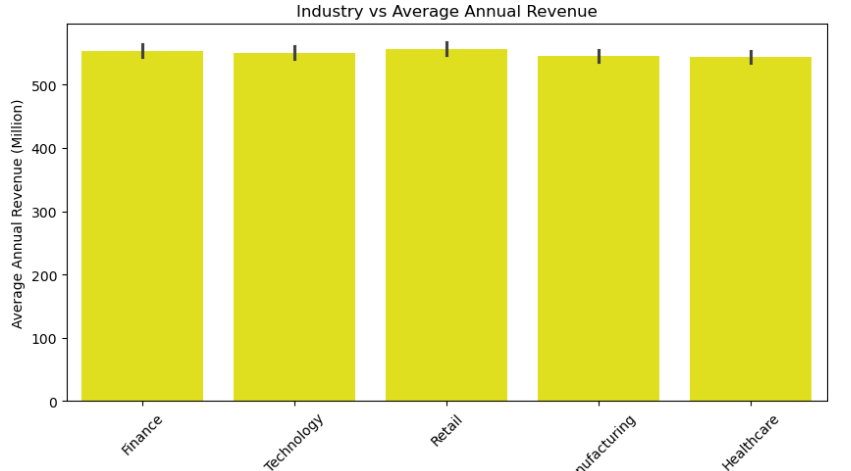 Industry vs Average Annual Revenue
Average Annual Revenue (Million)
500
400
300
200
100
0
Finance
Technology
Retail
nufacturing
Healthcare